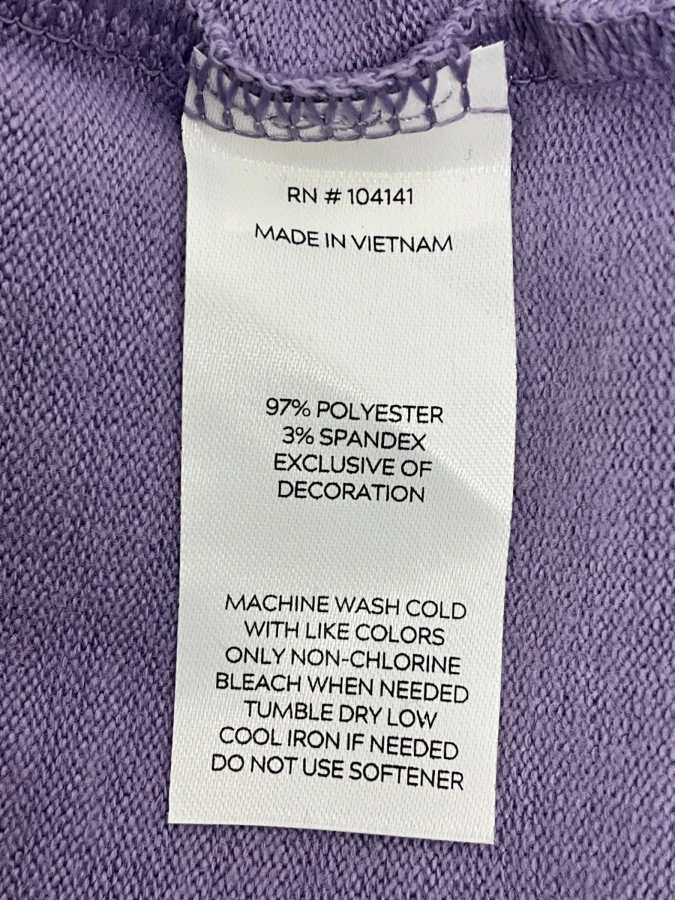 RN # 104141
MADE IN VIETNAM
97% POLYESTER
3% SPANDEX
EXCLUSIVE OF
DECORATION
MACHINE WASH COLD
WITH LIKE COLORS
ONLY NON-CHLORINE
BLEACH WHEN NEEDED
TUMBLE DRY LOW
COOL IRON IF NEEDED
DO NOT USE SOFTENER